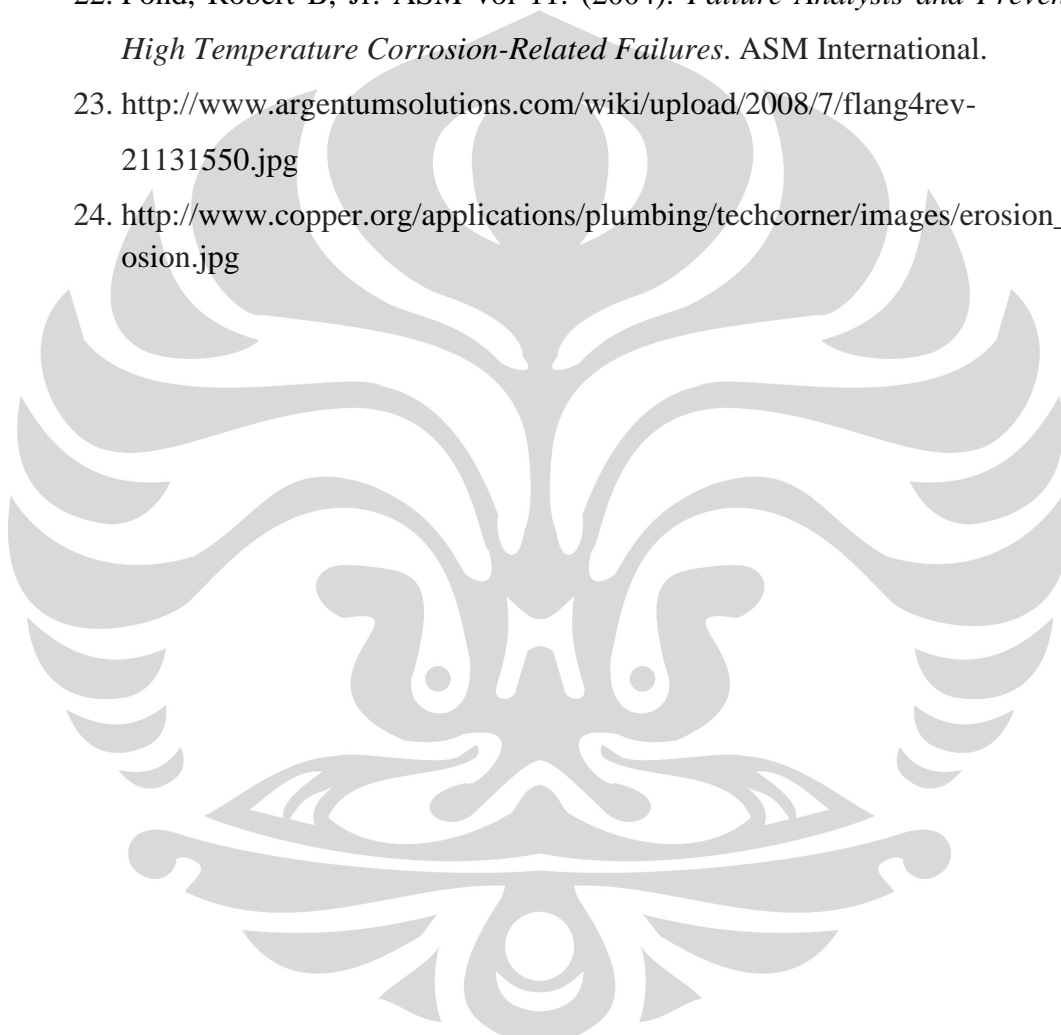 22. Pond, Robert B, Jr. ASM vol 11. (2004). Failure Analysis and
High Temperature Corrosion-Related Failures. ASM International.
23. http://www.argentumsolutions.com/wiki/upload/2008/7/flang4rev-
21131550.jpg
24. http://www.copper.org/applications/plumbing/techcorner/images/erosion_
osion.jpg